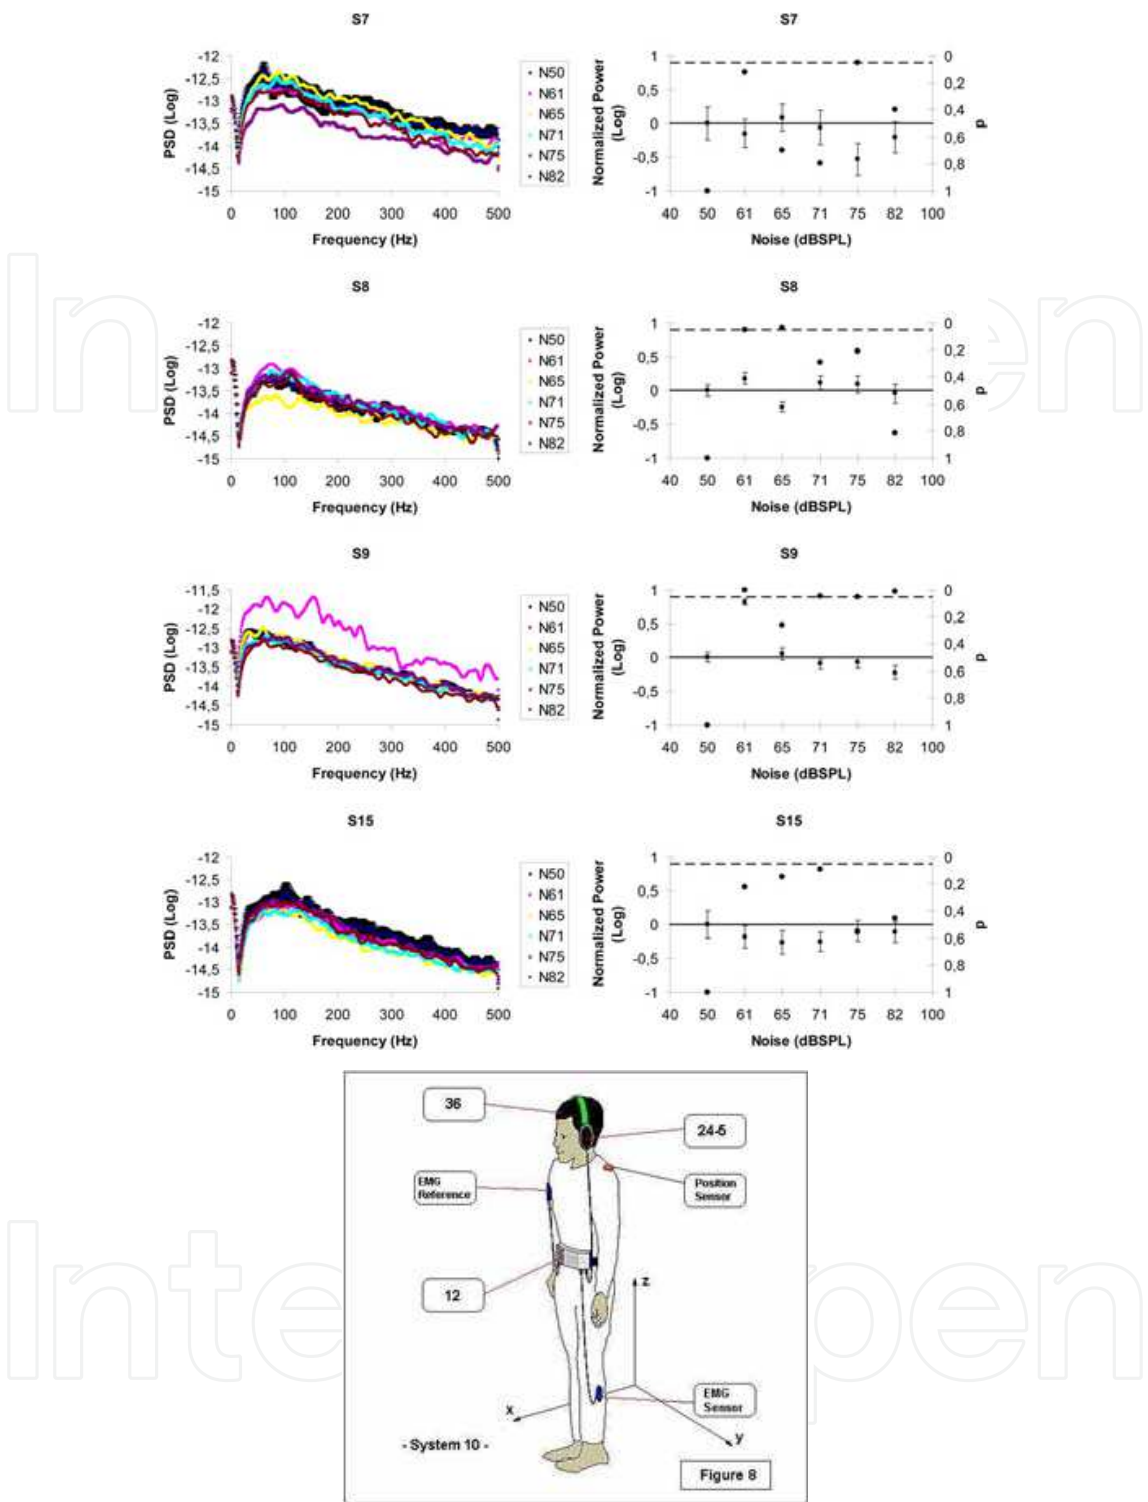 S7
S7
-12
-12,5
-13
-13,5
-14
-14,5
-15
PSD (Log)
0 100 200 300 400 500
Frequency (Hz)
N50
N61
N65
N71
N75
N82
1
0,5
0
-0,5
-1
Normalized Power
(Log)
0
0,2
0,4
0,6
0,8
1
p
40 50 61 65 71 75 82 100
Noise (dBSPL)
S8
S8
-12
-12,5
-13
-13,5
-14
-14,5
-15
PSD (Log)
0 100 200 300 400 500
Frequency (Hz)
N50
N61
N65
N71
N75
N82
1
0,5
0
-0,5
-1
Normalized Power
(Log)
0
0,2
0,4
0,6
0,8
1
p
40 50 61 65 71 75 82 100
Noise (dBSPL)
S9
S9
-11,5
-12
-12,5
-13
-13,5
-14
-14,5
-15
PSD (Log)
0 100 200 300 400 500
Frequency (Hz)
N50
N61
N65
N71
N75
N82
1
0,5
0
-0,5
-1
Normalized Power
(Log)
0
0,2
0,4
0,6
0,8
1
p
40 50 61 65 71 75 82 100
Noise (dBSPL)
S15
S15
-12
-12,5
-13
-13,5
-14
-14,5
-15
PSD (Log)
0 100 200 300 400 500
Frequency (Hz)
N50
N61
N65
N71
N75
N82
1
0,5
0
-0,5
-1
Normalized Power
(Log)
0
0,2
0,4
0,6
0,8
1
p
40 50 61 65 71 75 82 100
Noise (dBSPL)
36
24-5
EMG
Reference
Position
Sensor
12
z
EMG
Sensor
x
y
- System 10 -
Figure 8